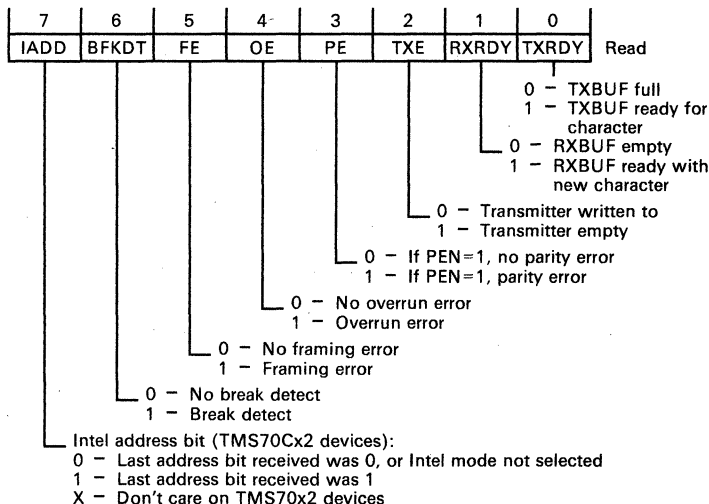 7 6 5 4 3 2 1 0
IADD BFKDT FE OE PE TXE RXRDY TXRDY Read
0 – TXBUF full
1 – TXBUF ready for
character
0 – RXBUF empty
1 – RXBUF ready with
new character
0 – Transmitter written to
1 – Transmitter empty
0 – If PEN=1, no parity error
1 – If PEN=1, parity error
0 – No overrun error
1 – Overrun error
0 – No framing error
1 – Framing error
0 – No break detect
1 – Break detect
Intel address bit (TMS70Cx2 devices):
0 – Last address bit received was 0, or Intel mode not selected
1 – Last address bit received was 1
X – Don't care on TMS70x2 devices